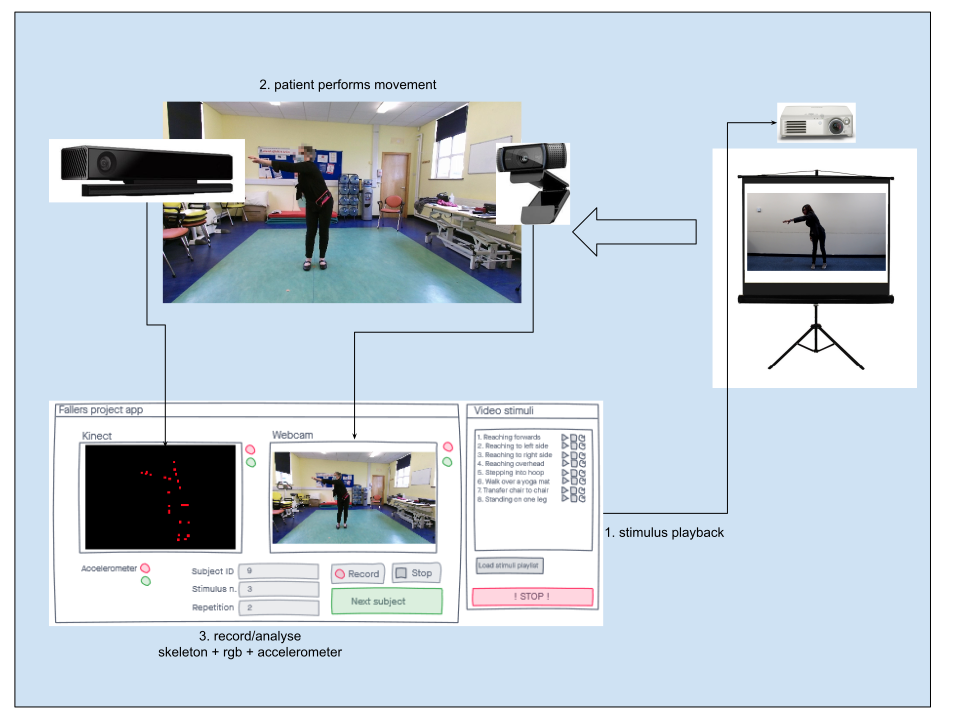 2. patient performs movement
1. stimulus playback
Fallers project app
Kinect
Webcam
Accelerometer
Subject ID
9
Stimulus n.
3
Repetition
2
Record
Stop
Next subject
Video stimuli
1. Reaching forwards
2. Reaching to left side
3. Reaching to right side
4. Reaching overhead
5. Stepping into hoop
6. Walk over a yoga mat
7. Transfer chair to chair
8. Standing on one leg
Load stimuli playlist
! STOP !
3. record/analyse
skeleton + rgb + accelerometer